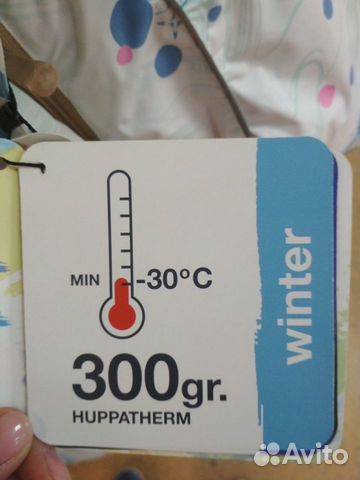 MIN -30°C
300gr.
HUPPATHERM
winter
Avito